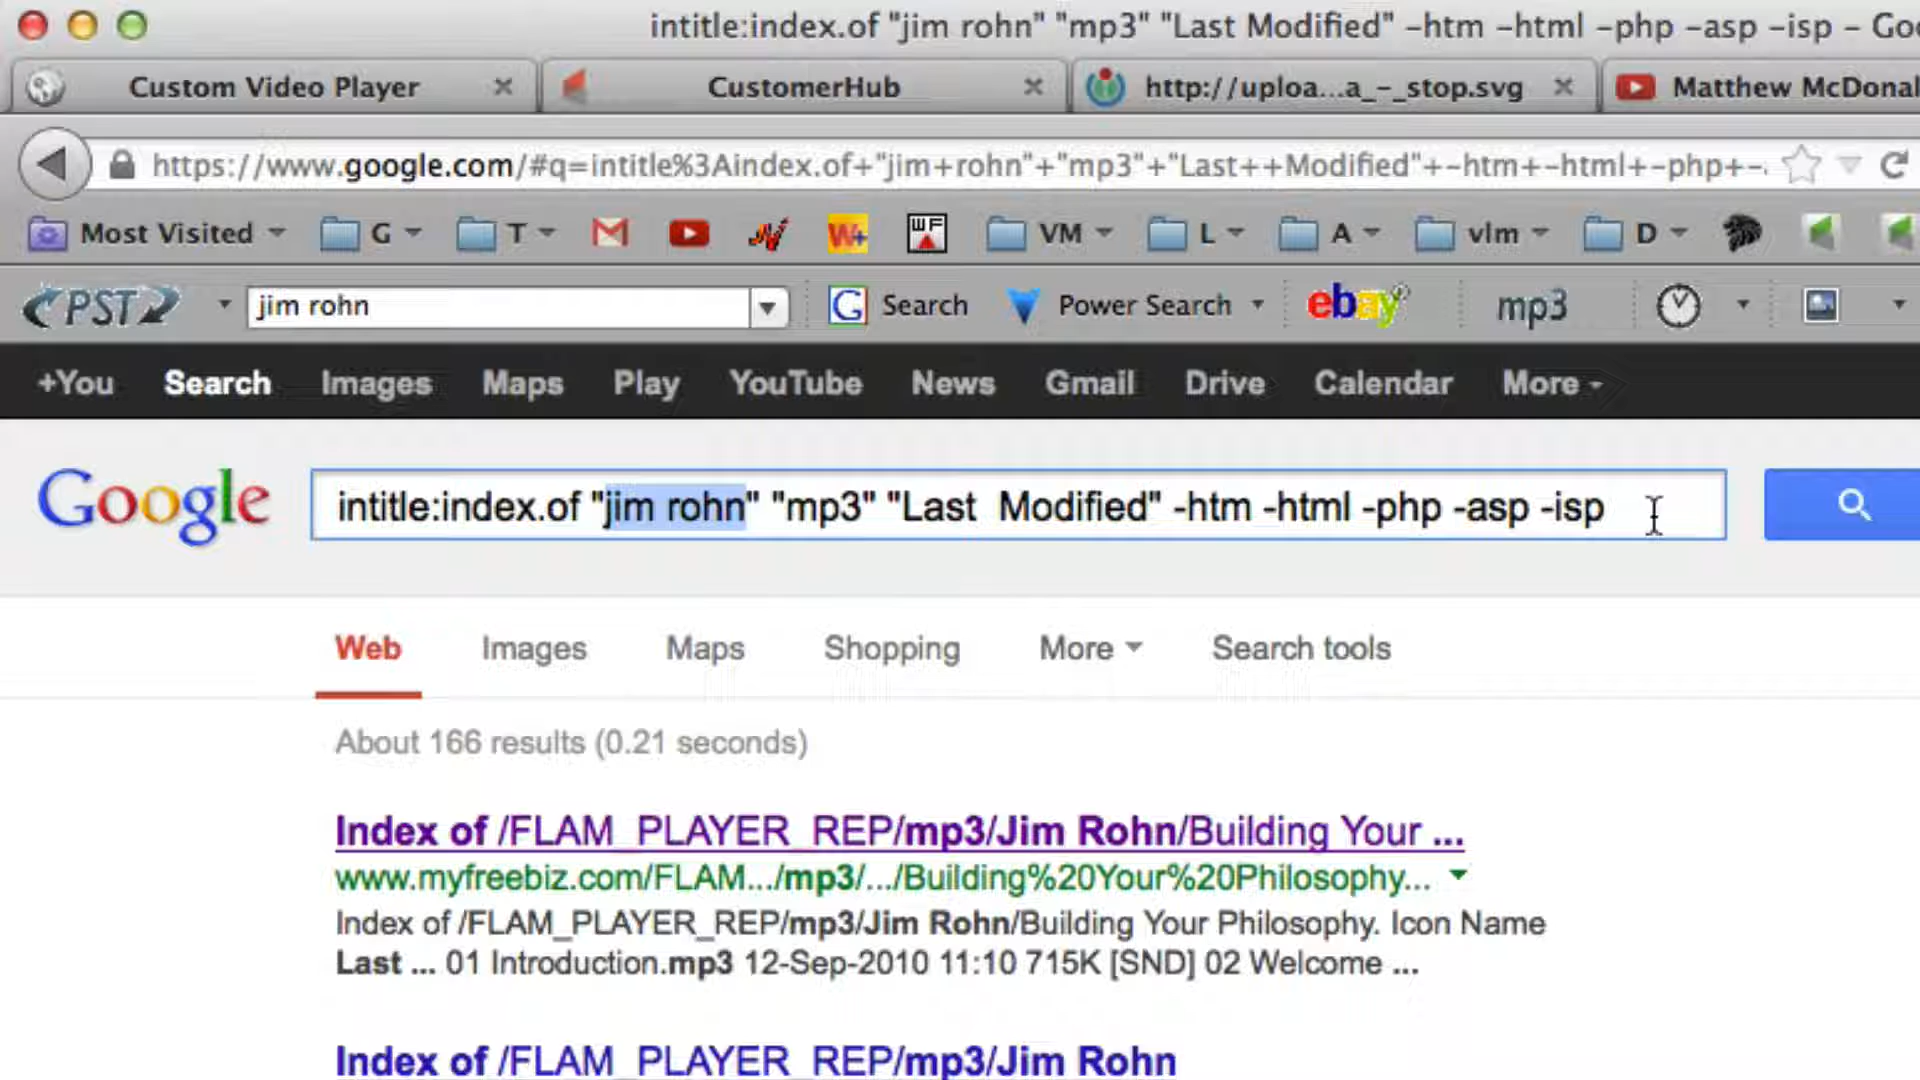 intitle:index.of "jim rohn" "mp3" "Last Modified" -htm -html -php -asp -isp - Goo
Custom Video Player
CustomerHub
http://uploa...a_-_stop.svg
Matthew McDonal
https://www.google.com/#q=intitle%3Aindex.of+"jim+rohn"+"mp3"+"Last++Modified"+-htm+-html+-php+-a
Most Visited G T W+ WF VM L A vlm D
PST jim rohn G Search Power Search ebay mp3
+You Search Images Maps Play YouTube News Gmail Drive Calendar More
Google intitle:index.of "jim rohn" "mp3" "Last  Modified" -htm -html -php -asp -isp
Web Images Maps Shopping More Search tools
About 166 results (0.21 seconds)
Index of /FLAM_PLAYER_REP/mp3/Jim Rohn/Building Your ...
www.myfreebiz.com/FLAM.../mp3/.../Building%20Your%20Philosophy...
Index of /FLAM_PLAYER_REP/mp3/Jim Rohn/Building Your Philosophy. Icon Name
Last ... 01 Introduction.mp3 12-Sep-2010 11:10 715K [SND] 02 Welcome ...
Index of /FLAM_PLAYER_REP/mp3/Jim Rohn